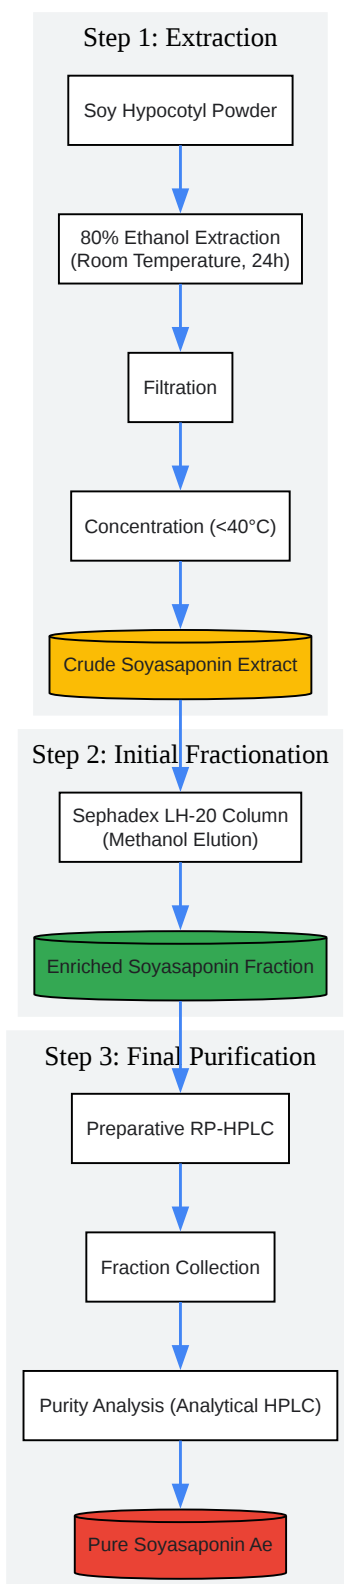 Step 1: Extraction
Soy Hypocotyl Powder
80% Ethanol Extraction
(Room Temperature, 24h)
Filtration
Concentration (<40°C)
Crude Soyasaponin Extract
Step 2: Initial Fractionation
Sephadex LH-20 Column
(Methanol Elution)
Enriched Soyasaponin Fraction
Step 3: Final Purification
Preparative RP-HPLC
Fraction Collection
Purity Analysis (Analytical HPLC)
Pure Soyasaponin Ae